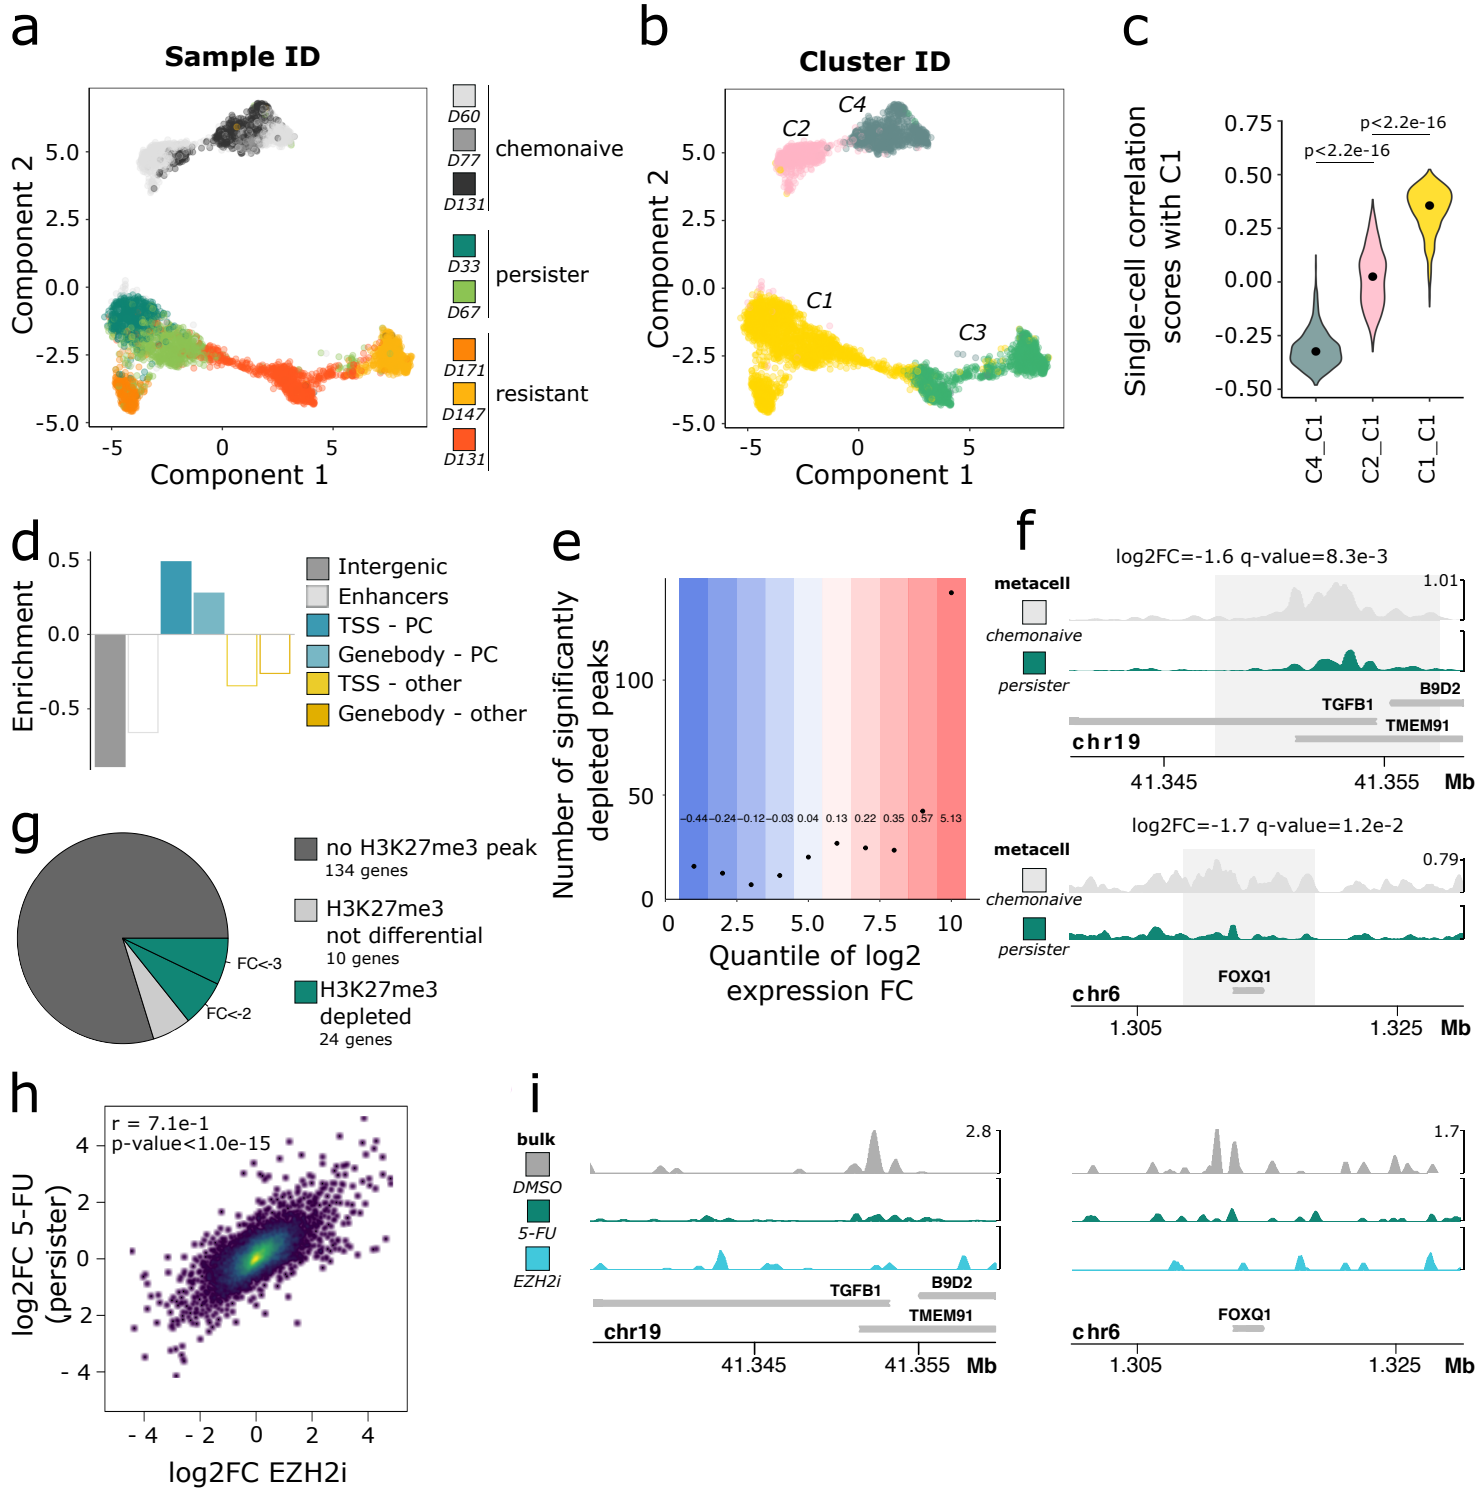 a
Sample ID
Component 2
5.0
2.5
0.0
-2.5
-5.0
-5
0
5
Component 1
D60
D77
D131
chemonaive
D33
D67
persister
D171
D147
D131
resistant
b
Cluster ID
Component 2
5.0
2.5
0.0
-2.5
-5.0
C4
C2
C1
C3
-5
0
5
Component 1
c
Single-cell correlation
scores with C1
0.75
0.50
0.25
0.00
-0.25
-0.50
p<2.2e-16
p<2.2e-16
C4_C1
C2_C1
C1_C1
d
Enrichment
0.5
0.0
-0.5
Intergenic
Enhancers
TSS - PC
Genebody - PC
TSS - other
Genebody - other
e
Number of significantly
depleted peaks
100
50
0
−0.44
−0.24
−0.12
−0.03
0.04
0.13
0.22
0.35
0.57
5.13
0
2.5
5.0
7.5
10
Quantile of log2
expression FC
f
log2FC=-1.6 q-value=8.3e-3
metacell
chemonaive
persister
1.01
B9D2
TGFB1
TMEM91
chr19
41.345
41.355
Mb
log2FC=-1.7 q-value=1.2e-2
metacell
chemonaive
persister
0.79
FOXQ1
chr6
1.305
1.325
Mb
g
FC<-3
FC<-2
no H3K27me3 peak
134 genes
H3K27me3
not differential
10 genes
H3K27me3
depleted
24 genes
h
r = 7.1e-1
p-value<1.0e-15
log2FC 5-FU
(persister)
4
2
0
2
- 4
- 4
- 2
0
2
4
log2FC EZH2i
i
bulk
DMSO
5-FU
EZH2i
2.8
B9D2
TGFB1
TMEM91
chr19
41.345
41.355
Mb
1.7
FOXQ1
chr6
1.305
1.325
Mb